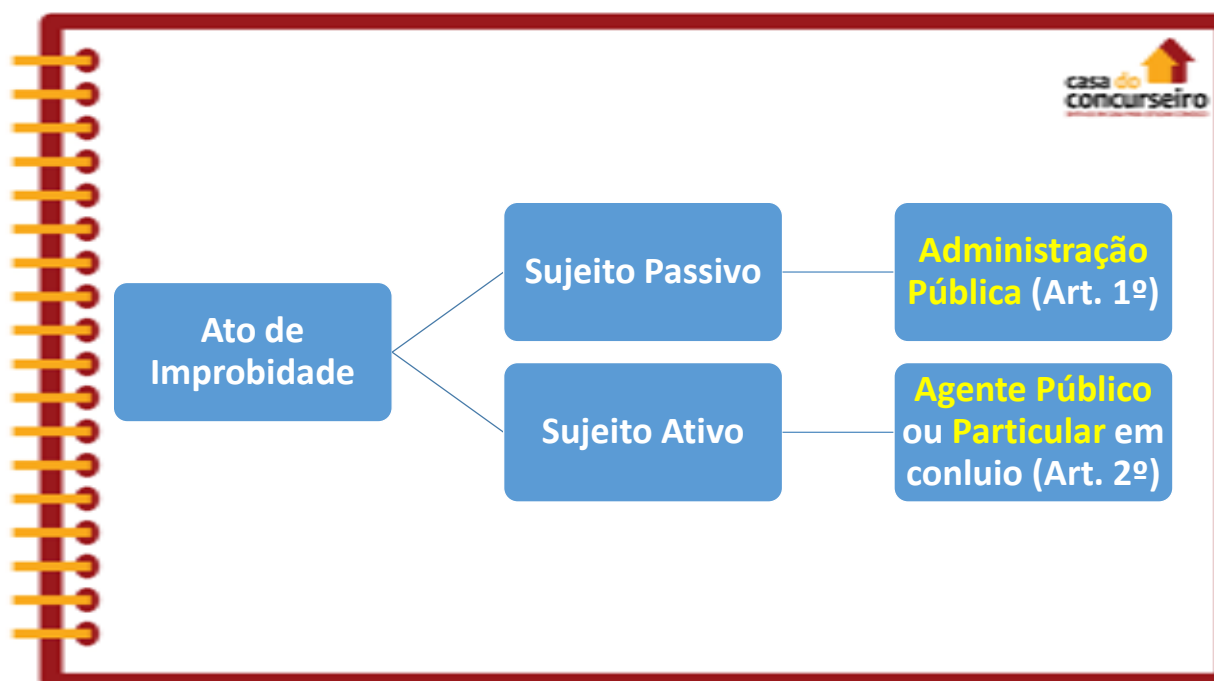 casa do
concurseiro
Ato de
Improbidade
Sujeito Passivo
Administração
Pública (Art. 1º)
Sujeito Ativo
Agente Público
ou Particular em
conluio (Art. 2º)